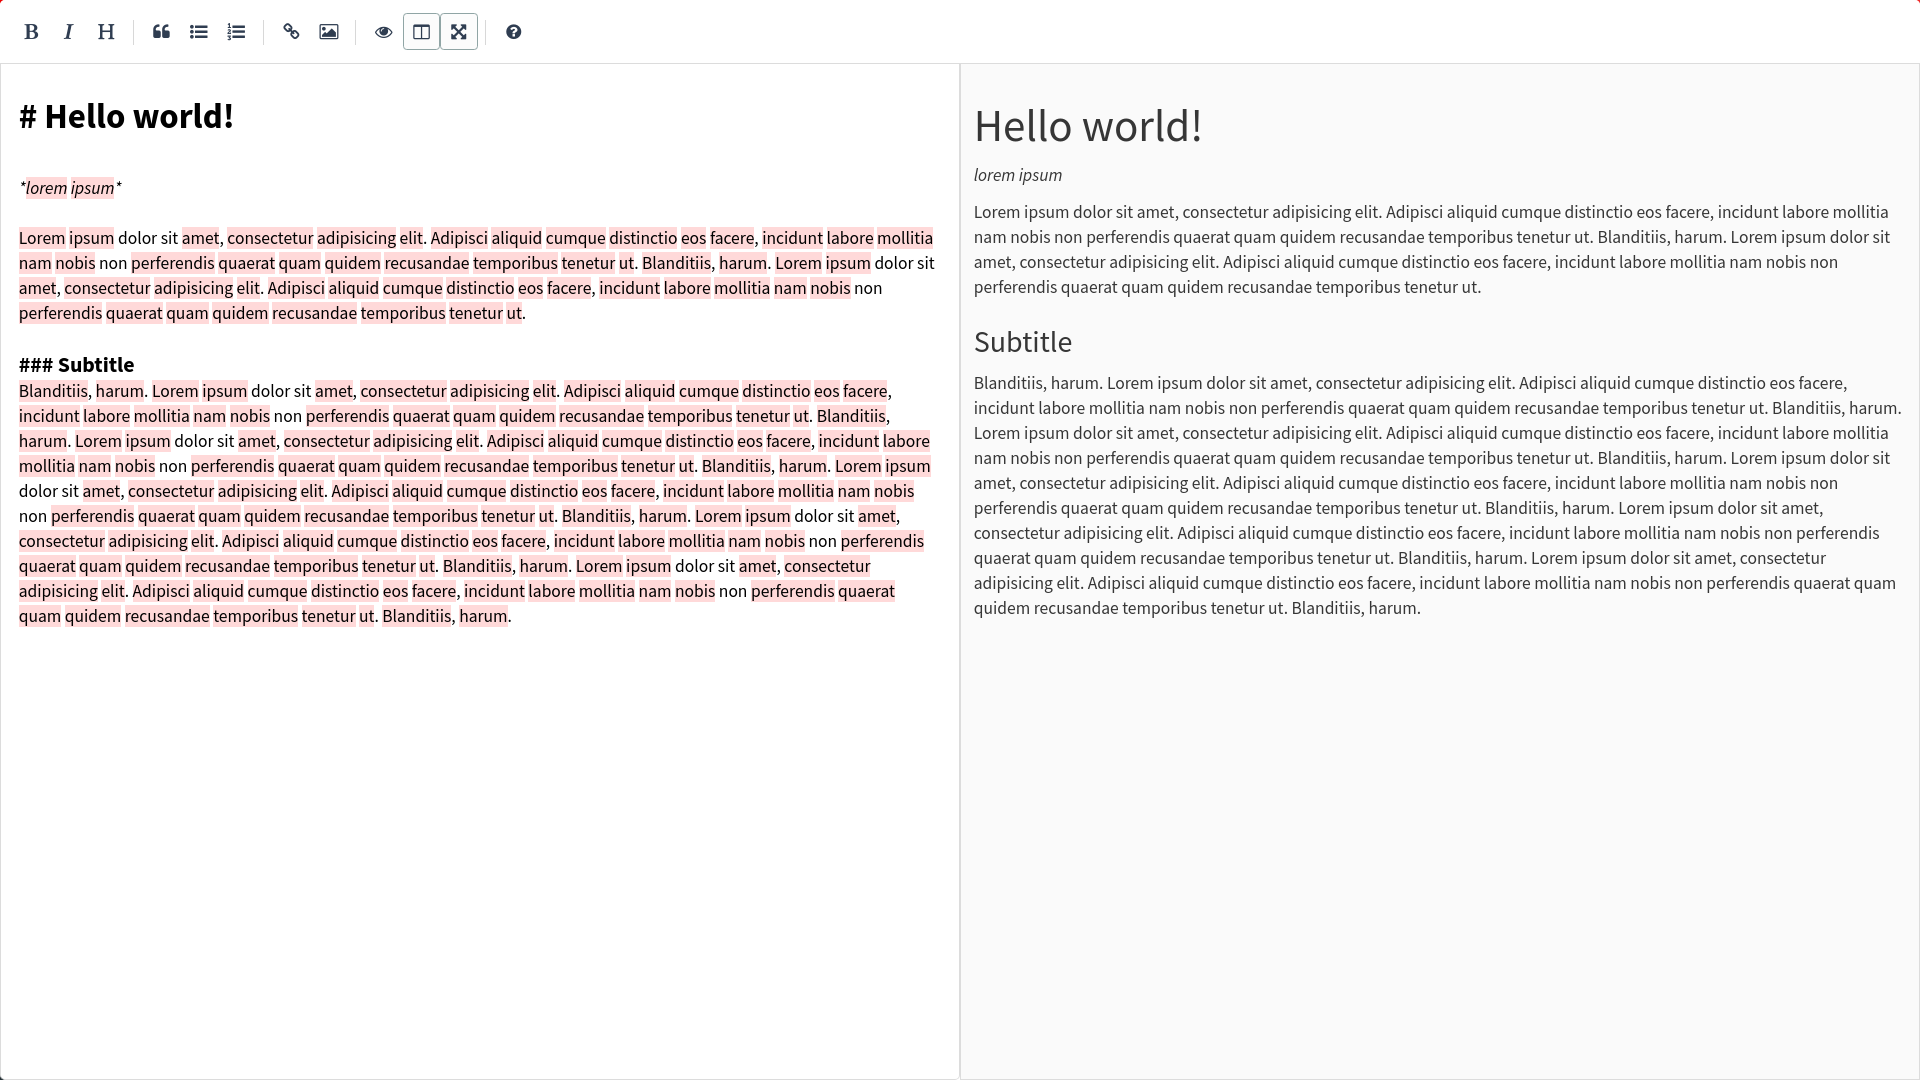 B I H
# Hello world!
*lorem ipsum*
Lorem ipsum dolor sit amet, consectetur adipisicing elit. Adipisci aliquid cumque distinctio eos facere, incidunt labore mollitia
nam nobis non perferendis quaerat quam quidem recusandae temporibus tenetur ut. Blanditiis, harum. Lorem ipsum dolor sit
amet, consectetur adipisicing elit. Adipisci aliquid cumque distinctio eos facere, incidunt labore mollitia nam nobis non
perferendis quaerat quam quidem recusandae temporibus tenetur ut.
### Subtitle
Blanditiis, harum. Lorem ipsum dolor sit amet, consectetur adipisicing elit. Adipisci aliquid cumque distinctio eos facere,
incidunt labore mollitia nam nobis non perferendis quaerat quam quidem recusandae temporibus tenetur ut. Blanditiis,
harum. Lorem ipsum dolor sit amet, consectetur adipisicing elit. Adipisci aliquid cumque distinctio eos facere, incidunt labore
mollitia nam nobis non perferendis quaerat quam quidem recusandae temporibus tenetur ut. Blanditiis, harum. Lorem ipsum
dolor sit amet, consectetur adipisicing elit. Adipisci aliquid cumque distinctio eos facere, incidunt labore mollitia nam nobis
non perferendis quaerat quam quidem recusandae temporibus tenetur ut. Blanditiis, harum. Lorem ipsum dolor sit amet,
consectetur adipisicing elit. Adipisci aliquid cumque distinctio eos facere, incidunt labore mollitia nam nobis non perferendis
quaerat quam quidem recusandae temporibus tenetur ut. Blanditiis, harum. Lorem ipsum dolor sit amet, consectetur
adipisicing elit. Adipisci aliquid cumque distinctio eos facere, incidunt labore mollitia nam nobis non perferendis quaerat
quam quidem recusandae temporibus tenetur ut. Blanditiis, harum.
Hello world!
lorem ipsum
Lorem ipsum dolor sit amet, consectetur adipisicing elit. Adipisci aliquid cumque distinctio eos facere, incidunt labore mollitia
nam nobis non perferendis quaerat quam quidem recusandae temporibus tenetur ut. Blanditiis, harum. Lorem ipsum dolor sit
amet, consectetur adipisicing elit. Adipisci aliquid cumque distinctio eos facere, incidunt labore mollitia nam nobis non
perferendis quaerat quam quidem recusandae temporibus tenetur ut.
Subtitle
Blanditiis, harum. Lorem ipsum dolor sit amet, consectetur adipisicing elit. Adipisci aliquid cumque distinctio eos facere,
incidunt labore mollitia nam nobis non perferendis quaerat quam quidem recusandae temporibus tenetur ut. Blanditiis, harum.
Lorem ipsum dolor sit amet, consectetur adipisicing elit. Adipisci aliquid cumque distinctio eos facere, incidunt labore mollitia
nam nobis non perferendis quaerat quam quidem recusandae temporibus tenetur ut. Blanditiis, harum. Lorem ipsum dolor sit
amet, consectetur adipisicing elit. Adipisci aliquid cumque distinctio eos facere, incidunt labore mollitia nam nobis non
perferendis quaerat quam quidem recusandae temporibus tenetur ut. Blanditiis, harum. Lorem ipsum dolor sit amet,
consectetur adipisicing elit. Adipisci aliquid cumque distinctio eos facere, incidunt labore mollitia nam nobis non perferendis
quaerat quam quidem recusandae temporibus tenetur ut. Blanditiis, harum. Lorem ipsum dolor sit amet, consectetur
adipisicing elit. Adipisci aliquid cumque distinctio eos facere, incidunt labore mollitia nam nobis non perferendis quaerat quam
quidem recusandae temporibus tenetur ut. Blanditiis, harum.